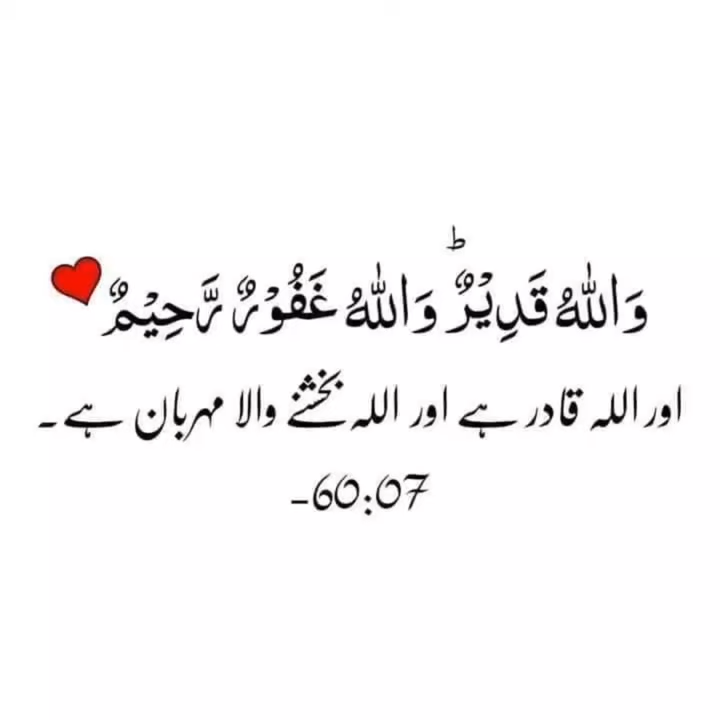 وَاللّٰهُ قَدِيْرٌ ؕ وَاللّٰهُ غَفُوْرٌ رَّحِيْمٌ
اور اللہ قادر ہے اور اللہ بخشنے والا مہربان ہے۔
-60:07